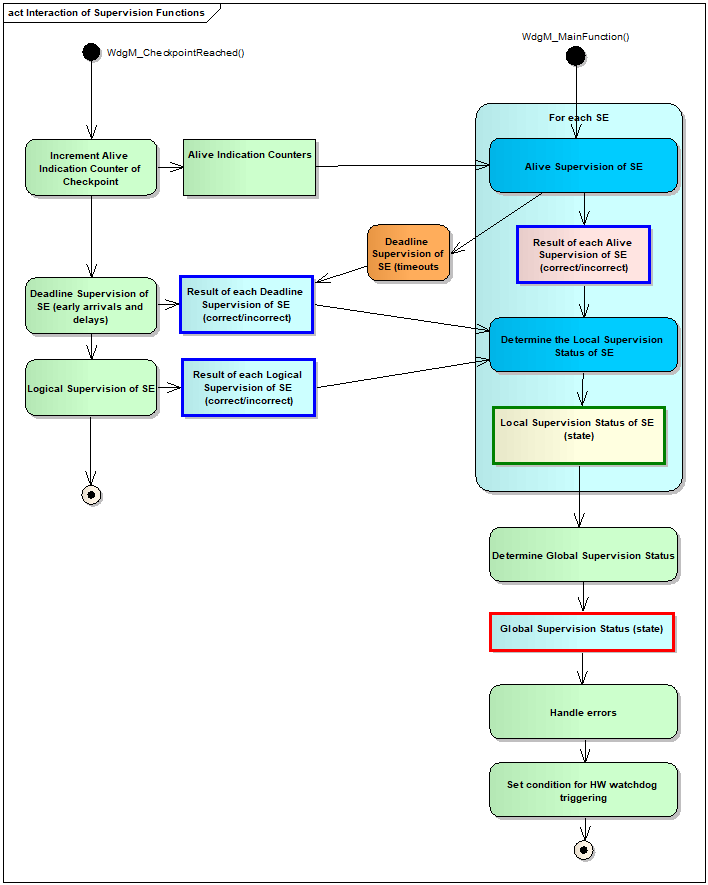 act Interaction of Supervision Functions
WdgM_CheckpointReached()
WdgM_MainFunction()
For each SE
Increment Alive
Indication Counter of
Checkpoint
Alive Indication Counters
Alive Supervision of SE
Deadline
Supervision of
SE (timeouts
Result of each Alive
Supervision of SE
(correct/incorrect)
Deadline Supervision of
SE (early arrivals and
delays)
Result of each Deadline
Supervision of SE
(correct/incorrect)
Determine the Local Supervision
Status of SE
Logical Supervision of SE
Result of each Logical
Supervision of SE
(correct/incorrect)
Local Supervision Status of SE
(state)
Determine Global Supervision Status
Global Supervision Status (state)
Handle errors
Set condition for HW watchdog
triggering